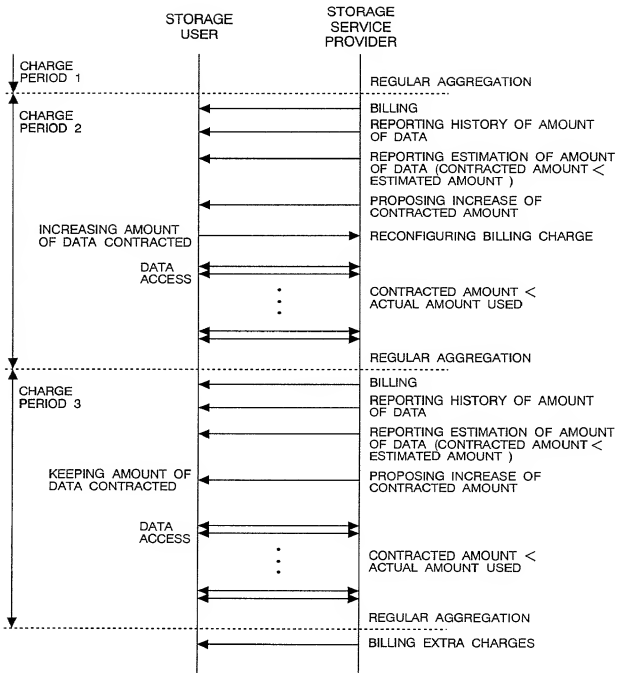 STORAGE
USER
STORAGE
SERVICE
PROVIDER
CHARGE
PERIOD 1
REGULAR AGGREGATION
CHARGE
PERIOD 2
BILLING
REPORTING HISTORY OF AMOUNT
OF DATA
REPORTING ESTIMATION OF AMOUNT
OF DATA (CONTRACTED AMOUNT <
ESTIMATED AMOUNT )
PROPOSING INCREASE OF
CONTRACTED AMOUNT
INCREASING AMOUNT
OF DATA CONTRACTED
RECONFIGURING BILLING CHARGE
DATA
ACCESS
CONTRACTED AMOUNT <
ACTUAL AMOUNT USED
REGULAR AGGREGATION
CHARGE
PERIOD 3
BILLING
REPORTING HISTORY OF AMOUNT
OF DATA
REPORTING ESTIMATION OF AMOUNT
OF DATA (CONTRACTED AMOUNT <
ESTIMATED AMOUNT )
KEEPING AMOUNT OF
DATA CONTRACTED
PROPOSING INCREASE OF
CONTRACTED AMOUNT
DATA
ACCESS
CONTRACTED AMOUNT <
ACTUAL AMOUNT USED
REGULAR AGGREGATION
BILLING EXTRA CHARGES